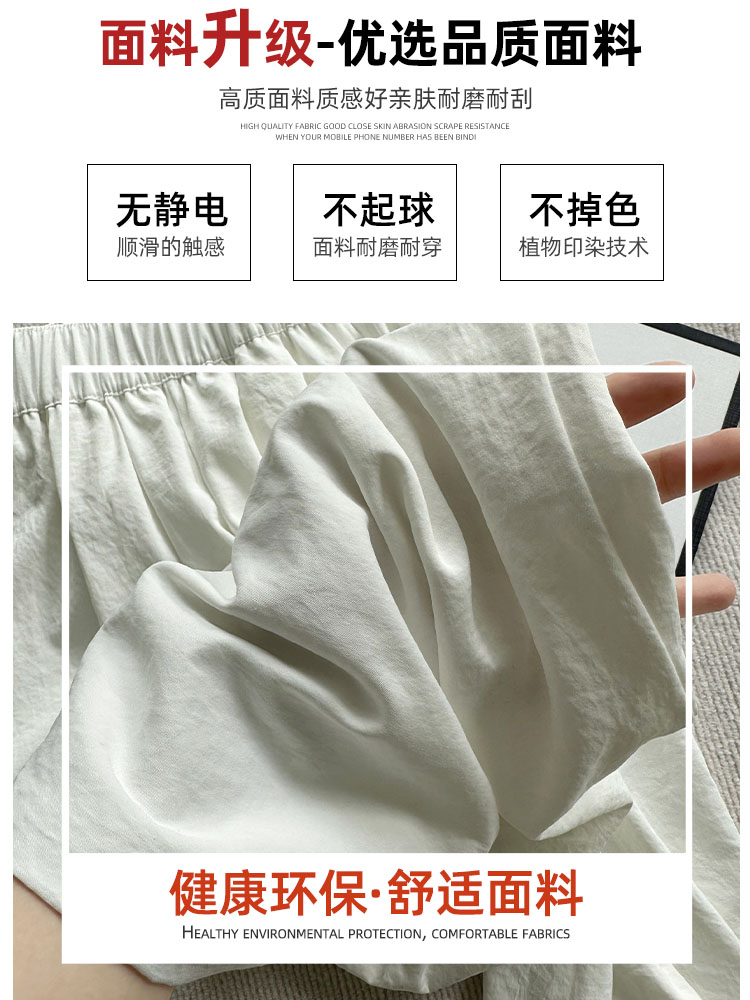 面料升级-优选品质面料
高质面料质感好亲肤耐磨耐刮
HIGH QUALITY FABRIC GOOD CLOSE SKIN ABRASION SCRAPE RESISTANCE
WHEN YOUR MOBILE PHONE NUMBER HAS BEEN BINDI
无静电
顺滑的触感
不起球
面料耐磨耐穿
不掉色
植物印染技术
健康环保·舒适面料
HEALTHY ENVIRONMENTAL PROTECTION, COMFORTABLE FABRICS